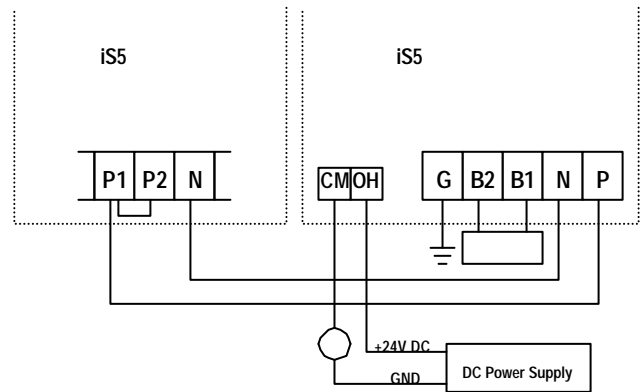 iS5
iS5
P1 P2 N
CM OH
G B2 B1 N P
+24V DC
GND
DC Power Supply